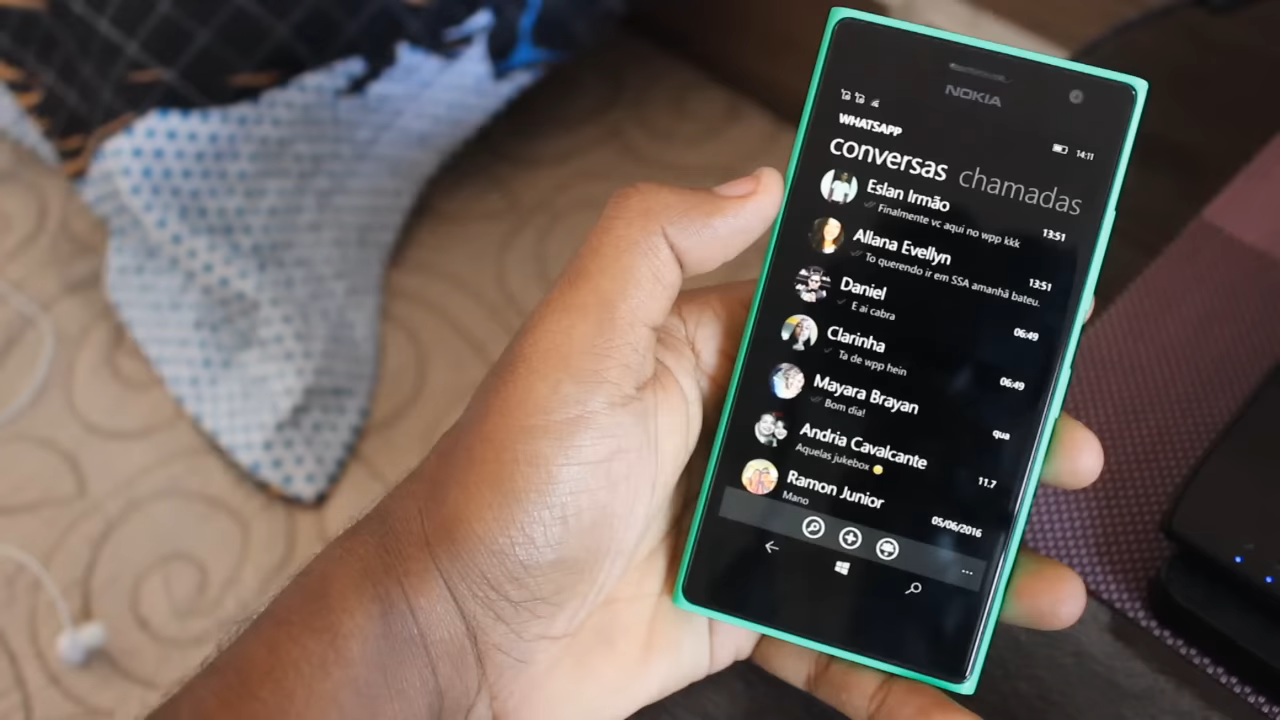 NOKIA
14:11
WHATSAPP
conversas chamadas
Eslan Irmão
Finalmente vc aqui no wpp kkk 13:51
Allana Evellyn
To querendo ir em SSA amanhã bateu. 13:51
Daniel
E ai cabra 06:49
Clarinha
Ta de wpp hein 06:49
Mayara Brayan
Bom dia! qua
Andria Cavalcante
Aquelas jukebox 11.7
Ramon Junior
Mano 05/06/2016
...